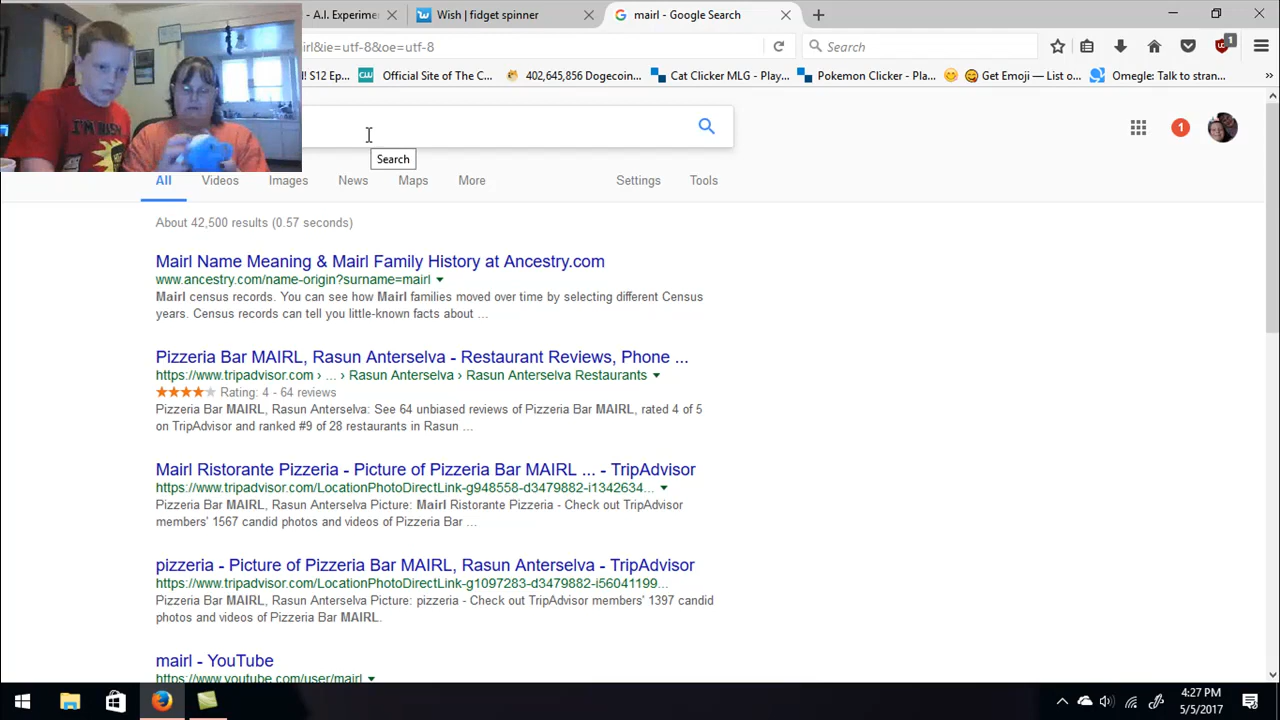 - A.I. Experime
Wish | fidget spinner
mairl - Google Search
irl&ie=utf-8&oe=utf-8
Search
1
! S12 Ep...
Official Site of The C...
402,645,856 Dogecoin...
Cat Clicker MLG - Play...
Pokemon Clicker - Pla...
Get Emoji — List o...
Omegle: Talk to stran...
I'M BUSY
Search
1
All
Videos
Images
News
Maps
More
Settings
Tools
About 42,500 results (0.57 seconds)
Mairl Name Meaning & Mairl Family History at Ancestry.com
www.ancestry.com/name-origin?surname=mairl
Mairl census records. You can see how Mairl families moved over time by selecting different Census
years. Census records can tell you little-known facts about ...
Pizzeria Bar MAIRL, Rasun Anterselva - Restaurant Reviews, Phone ...
https://www.tripadvisor.com › ... › Rasun Anterselva › Rasun Anterselva Restaurants
Rating: 4 - 64 reviews
Pizzeria Bar MAIRL, Rasun Anterselva: See 64 unbiased reviews of Pizzeria Bar MAIRL, rated 4 of 5
on TripAdvisor and ranked #9 of 28 restaurants in Rasun ...
Mairl Ristorante Pizzeria - Picture of Pizzeria Bar MAIRL ... - TripAdvisor
https://www.tripadvisor.com/LocationPhotoDirectLink-g948558-d3479882-i1342634...
Pizzeria Bar MAIRL, Rasun Anterselva Picture: Mairl Ristorante Pizzeria - Check out TripAdvisor
members' 1567 candid photos and videos of Pizzeria Bar ...
pizzeria - Picture of Pizzeria Bar MAIRL, Rasun Anterselva - TripAdvisor
https://www.tripadvisor.com/LocationPhotoDirectLink-g1097283-d3479882-i56041199...
Pizzeria Bar MAIRL, Rasun Anterselva Picture: pizzeria - Check out TripAdvisor members' 1397 candid
photos and videos of Pizzeria Bar MAIRL.
mairl - YouTube
https://www.youtube.com/user/mairl
4:27 PM
5/5/2017